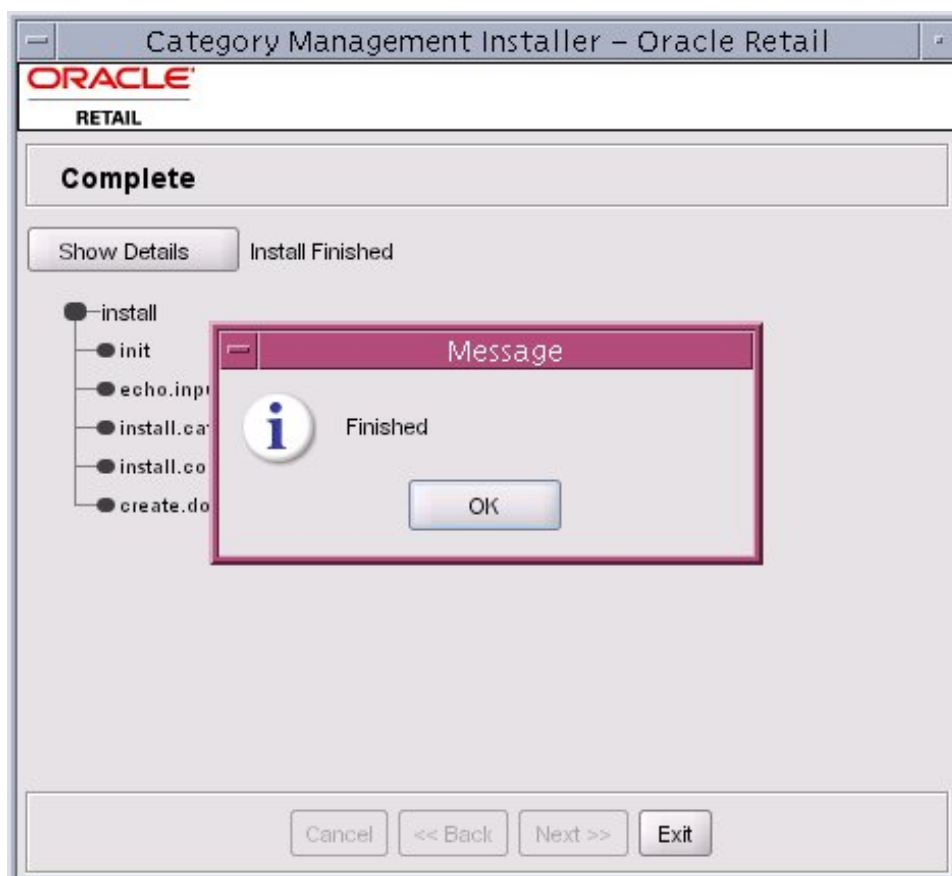 Category Management Installer – Oracle Retail
ORACLE'
RETAIL
Complete
Show Details
Install Finished
install
init
echo.inp
install.ca
install.co
create.do
Message
Finished
OK
Cancel
<< Back
Next >>
Exit